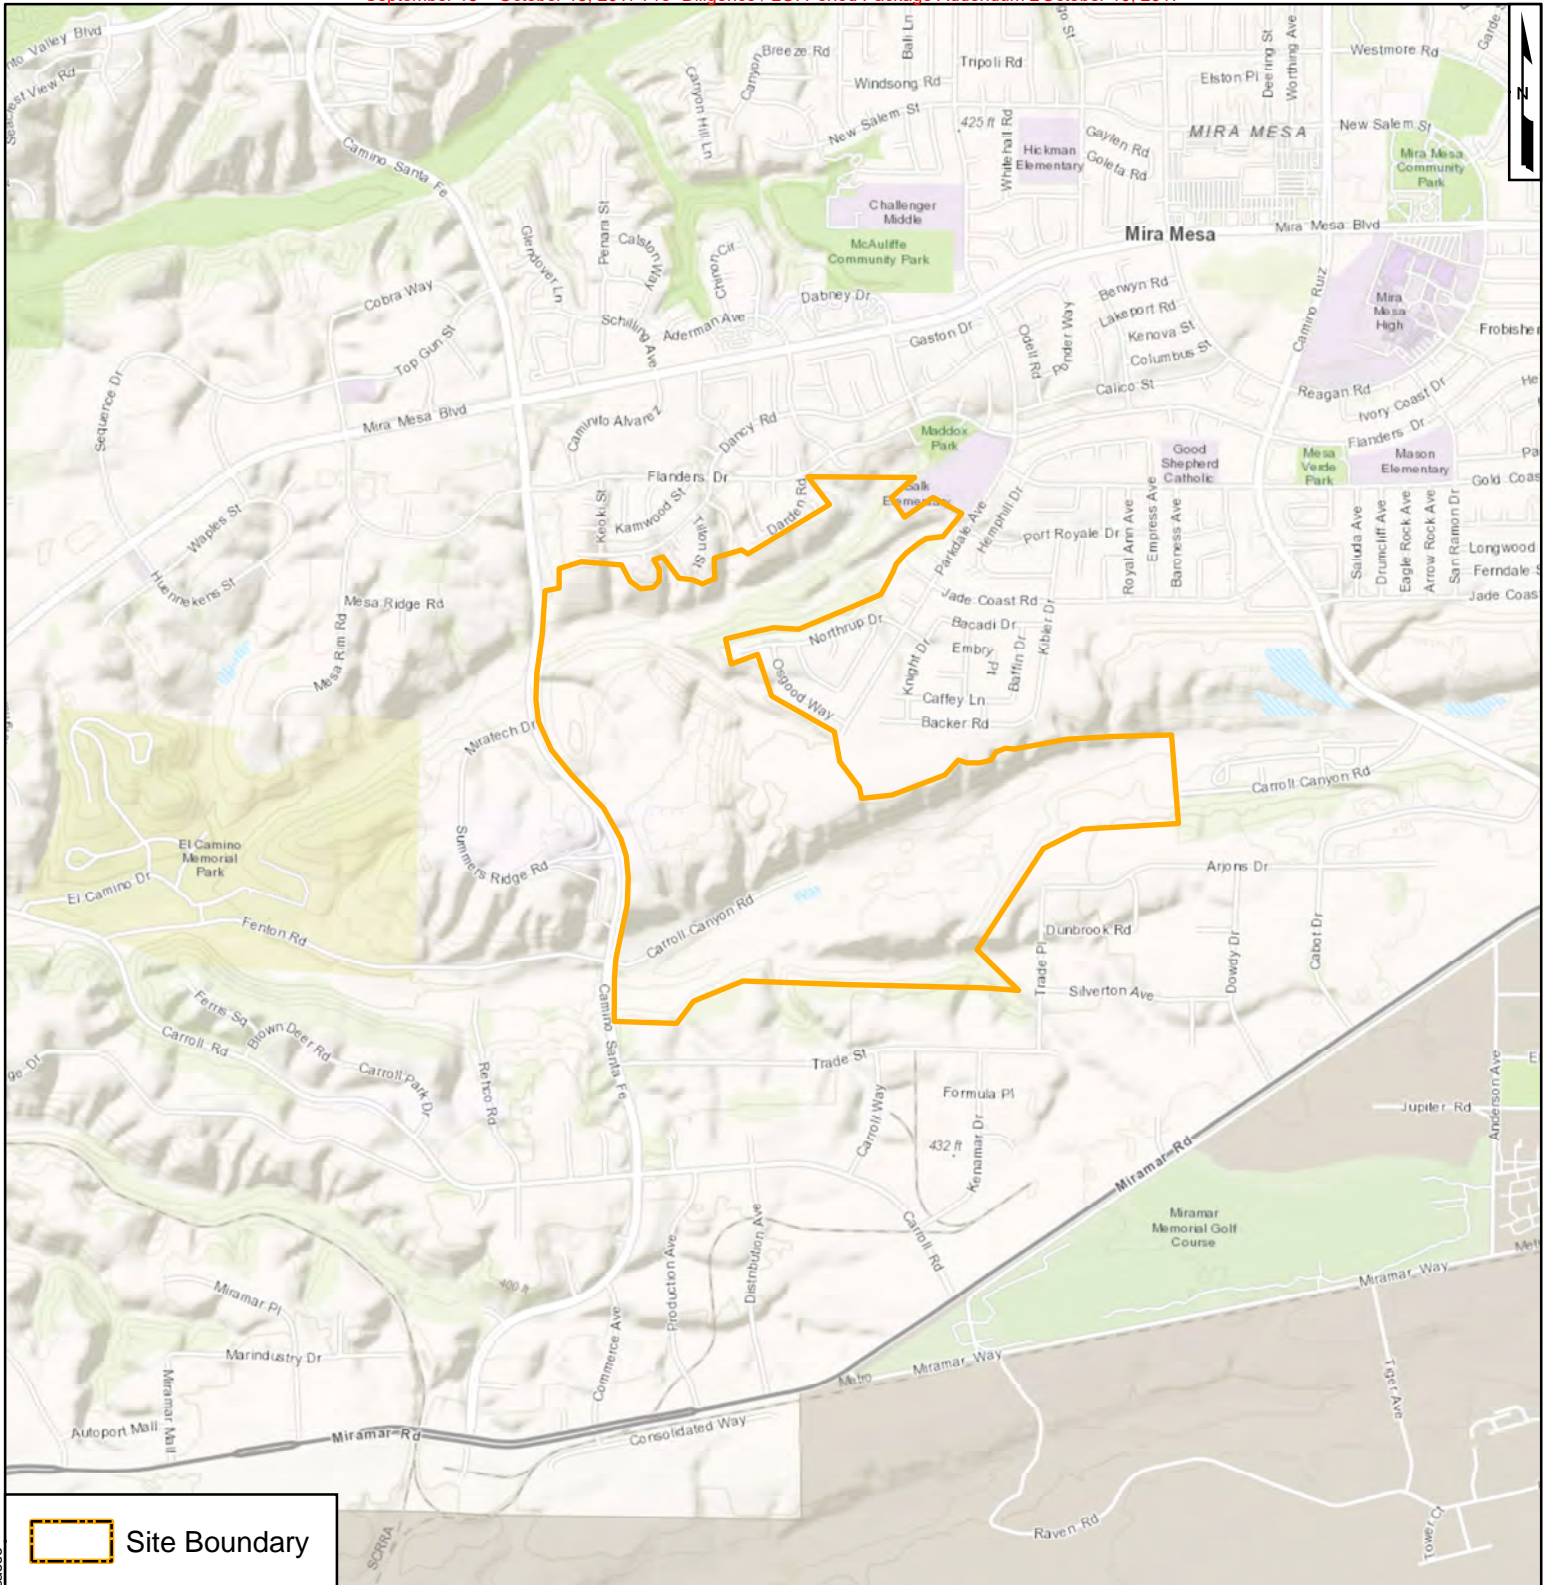 Valley Blvd
View Rd
Camino Santa Fe
Canyon Hill Ln
Canyon
Breeze Rd
Bali Ln
Windsong Rd
Tripoli Rd
New Salem St
425 ft
Whitehall Rd
Hickman
Elementary
Gaylen Rd
Goleta Rd
Elston Pl
Deering St
Worthing Ave
Westmore Rd
MIRA MESA
New Salem St
Mira Mesa
Community
Park
N
Challenger
Middle
McAuliffe
Community Park
Mira Mesa
Mira Mesa Blvd
Glendover Ln
Penara St
Calston Way
Chiron Cir
Dabney Dr
Cobra Way
Schilling Ave
Aderman Ave
Top Gun St
Gaston Dr
Odell Rd
Ponder Way
Berwyn Rd
Lakeport Rd
Kenova St
Columbus St
Camino Ruiz
Mira
Mesa
High
Frobisher
Sequence Dr
Mira Mesa Blvd
Caminito Alvarez
Dancy Rd
Calico St
Reagan Rd
Ivory Coast Dr
Flanders Dr
Maddox
Park
Good
Shepherd
Catholic
Mesa
Verde
Park
Mason
Elementary
Gold Coas
Flanders Dr
Salk
Elementary
Waples St
Keoki St
Kamwood St
Tilton St
Darden Rd
Parkdale Ave
Hemphill Dr
Port Royale Dr
Royal Ann Ave
Empress Ave
Baroness Ave
Saluda Ave
Drumcliff Ave
Eagle Rock Ave
Arrow Rock Ave
San Ramon Dr
Longwood
Ferndale S
Jade Coas
Huennekens St
Mesa Ridge Rd
Mesa Rim Rd
Jade Coast Rd
Northrup Dr
Bacadi Dr
Embry
Pl
Knight Dr
Baffin Dr
Kibler Dr
Osgood Way
Caffey Ln
Backer Rd
Miratech Dr
Carroll Canyon Rd
El Camino
Memorial
Park
Summers Ridge Rd
El Camino Dr
Arjons Dr
Carroll Canyon Rd
Fenton Rd
Dunbrook Rd
Trade Pl
Silverton Ave
Dowdy Dr
Cabot Dr
Ferris Sq
Brown Deer Rd
Carroll Rd
Carroll Park Dr
Camino Santa Fe
Retco Rd
Trade St
Carroll Way
Formula Pl
432 ft
Kenamar Dr
Anderson Ave
Jupiter Rd
Miramar Rd
Miramar
Memorial Golf
Course
Miramar Way
Miramar Pl
400 ft
Production Ave
Distribution Ave
Carroll Rd
Commerce Ave
Marindustry Dr
Miramar Mall
Metro
Miramar Way
Tiger Ave
Autoport Mall
Miramar Rd
Consolidated Way
SCRRA
Raven Rd
Tower Ct
Site Boundary